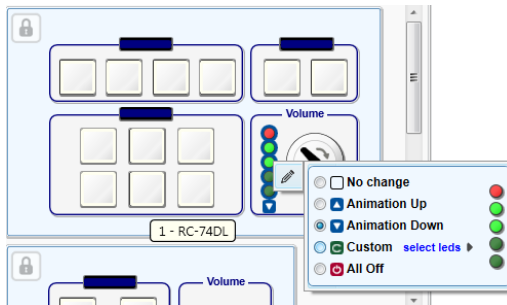 Volume
No change
Animation Up
Animation Down
Custom select leds
All Off
1 - RC-74DL
Volume